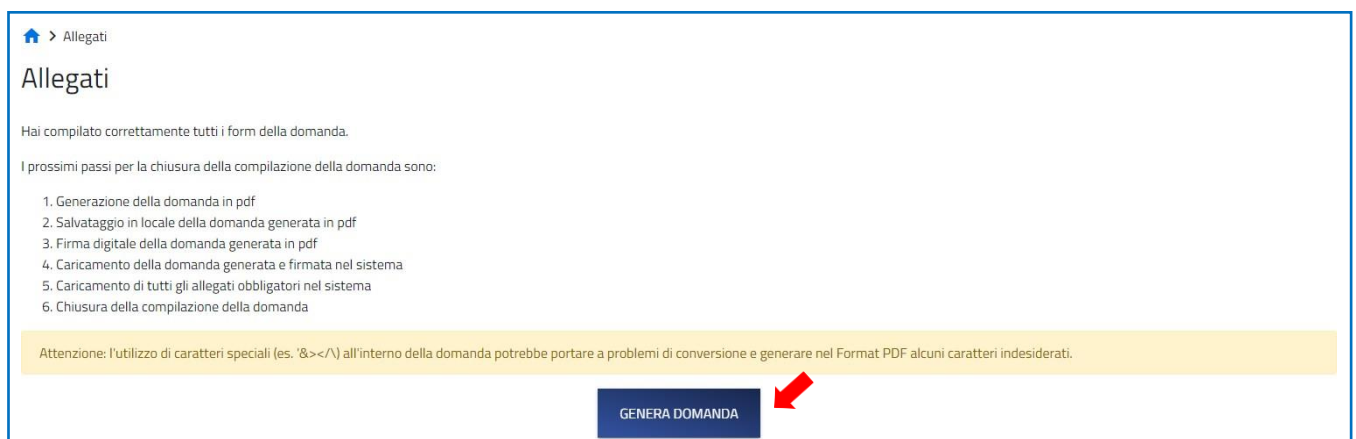 > Allegati
Allegati
Hai compilato correttamente tutti i form della domanda.
I prossimi passi per la chiusura della compilazione della domanda sono:
1. Generazione della domanda in pdf
2. Salvataggio in locale della domanda generata in pdf
3. Firma digitale della domanda generata in pdf
4. Caricamento della domanda generata e firmata nel sistema
5. Caricamento di tutti gli allegati obbligatori nel sistema
6. Chiusura della compilazione della domanda
Attenzione: l'utilizzo di caratteri speciali (es. '&></\) all'interno della domanda potrebbe portare a problemi di conversione e generare nel Format PDF alcuni caratteri indesiderati.
GENERA DOMANDA